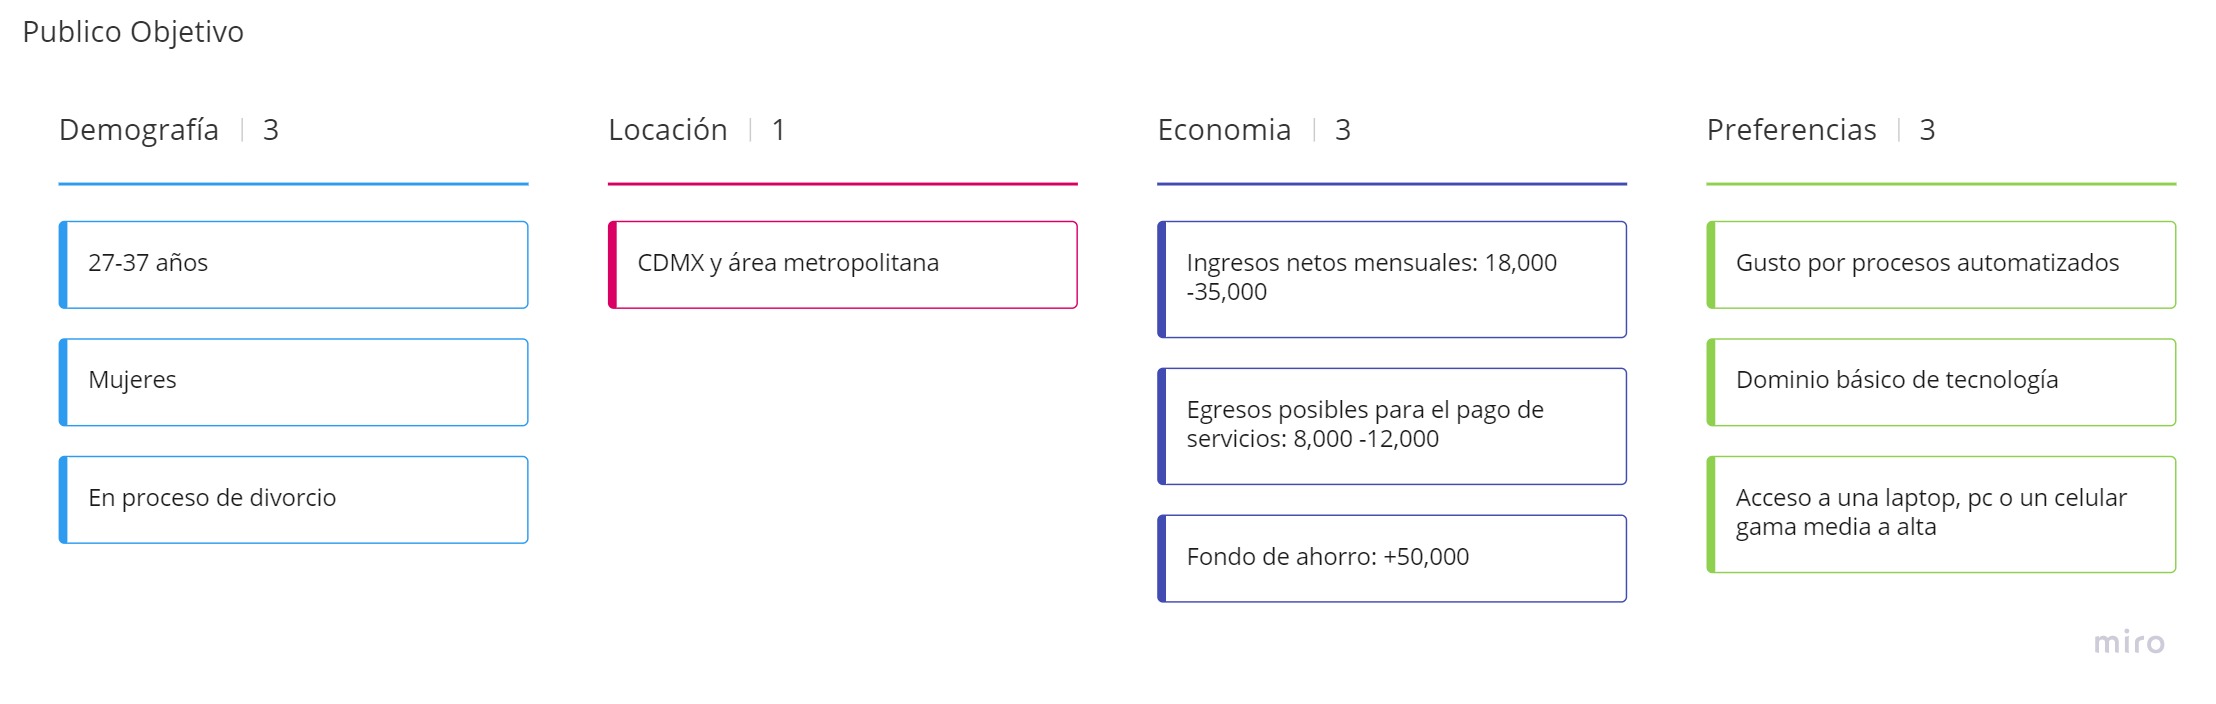 Publico Objetivo
Demografía 3
27-37 años
Mujeres
En proceso de divorcio
Locación 1
CDMX y área metropolitana
Economia 3
Ingresos netos mensuales: 18,000
-35,000
Egresos posibles para el pago de
servicios: 8,000 -12,000
Fondo de ahorro: +50,000
Preferencias 3
Gusto por procesos automatizados
Dominio básico de tecnología
Acceso a una laptop, pc o un celular
gama media a alta
miro